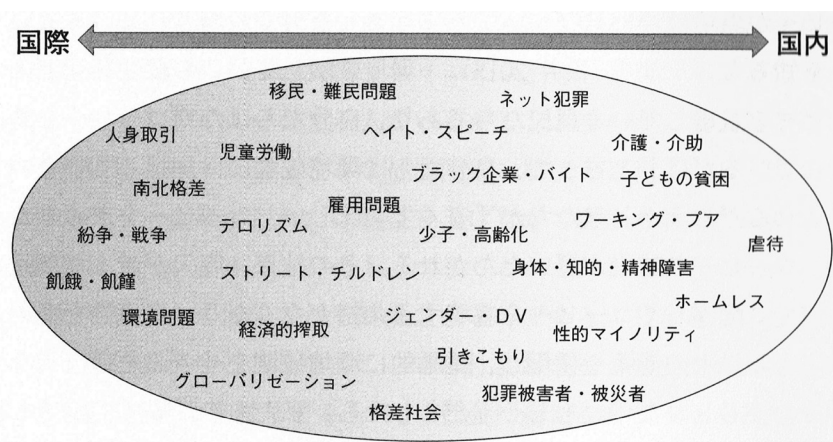 国際 国内
移民・難民問題
ネット犯罪
人身取引
ヘイト・スピーチ
児童労働
介護・介助
南北格差
ブラック企業・バイト
子どもの貧困
雇用問題
紛争・戦争
テロリズム
少子・高齢化
ワーキング・プア
虐待
飢餓・飢饉
ストリート・チルドレン
身体・知的・精神障害
環境問題
経済的搾取
ジェンダー・DV
ホームレス
性的マイノリティ
引きこもり
グローバリゼーション
犯罪被害者・被災者
格差社会